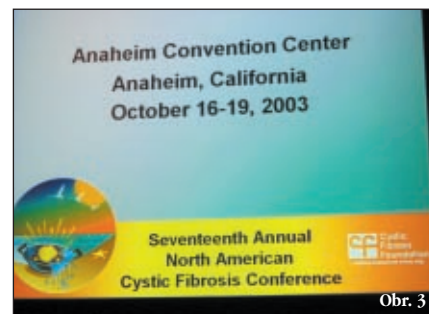 Anaheim Convention Center
Anaheim, California
October 16-19, 2003
Seventeenth Annual
North American
Cystic Fibrosis Conference
Cystic
Fibrosis
Foundation
Obr. 3